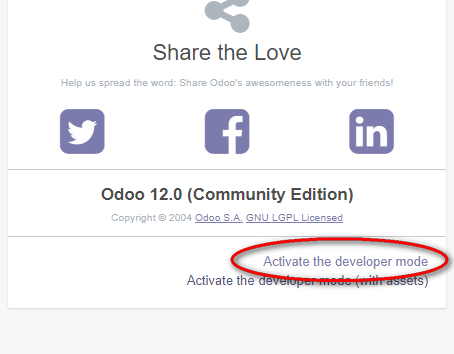 Share the Love
Help us spread the word: Share Odoo's awesomeness with your friends!
Odoo 12.0 (Community Edition)
Copyright © 2004 Odoo S.A. GNU LGPL Licensed
Activate the developer mode
Activate the developer mode (with assets)